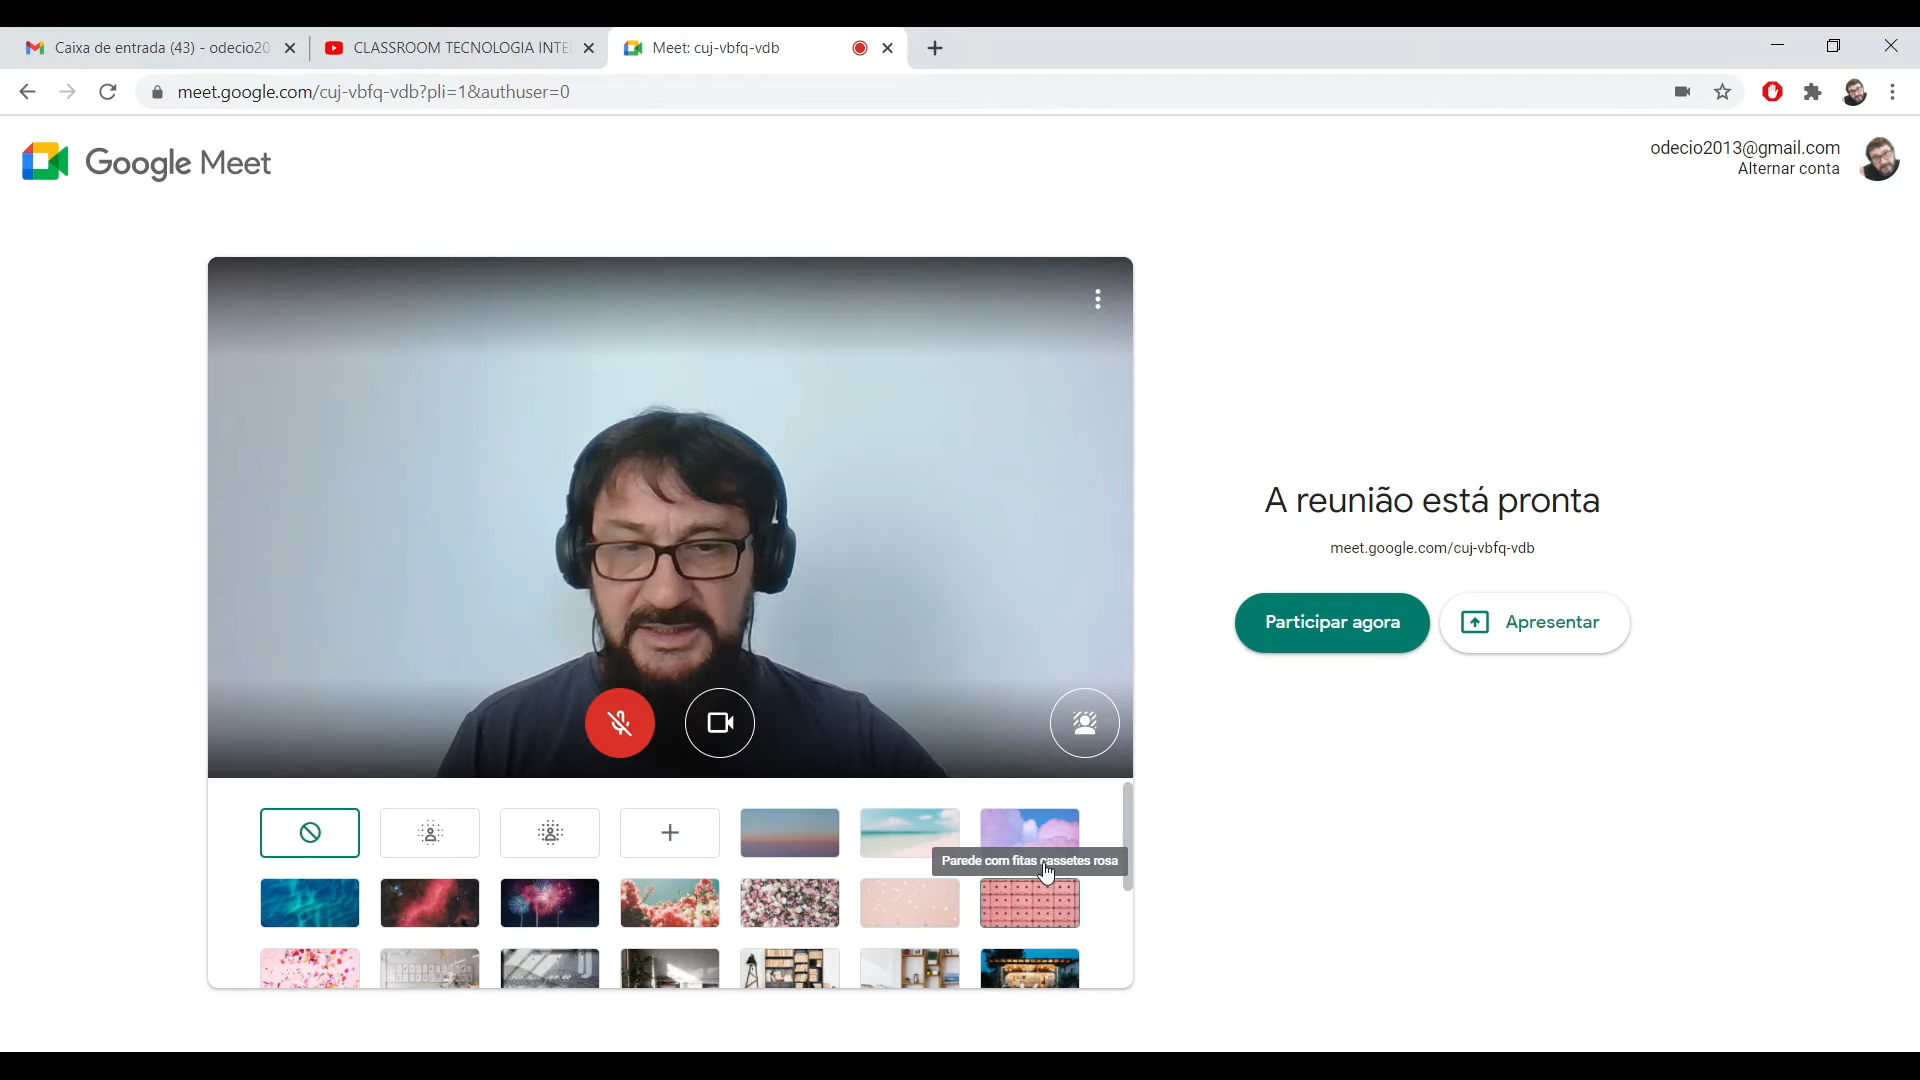 Caixa de entrada (43) - odecio20
CLASSROOM TECNOLOGIA INTE
Meet: cuj-vbfq-vdb
meet.google.com/cuj-vbfq-vdb?pli=1&authuser=0
Google Meet
odecio2013@gmail.com
Alternar conta
A reunião está pronta
meet.google.com/cuj-vbfq-vdb
Participar agora
Apresentar
Parede com fitas cassetes rosa